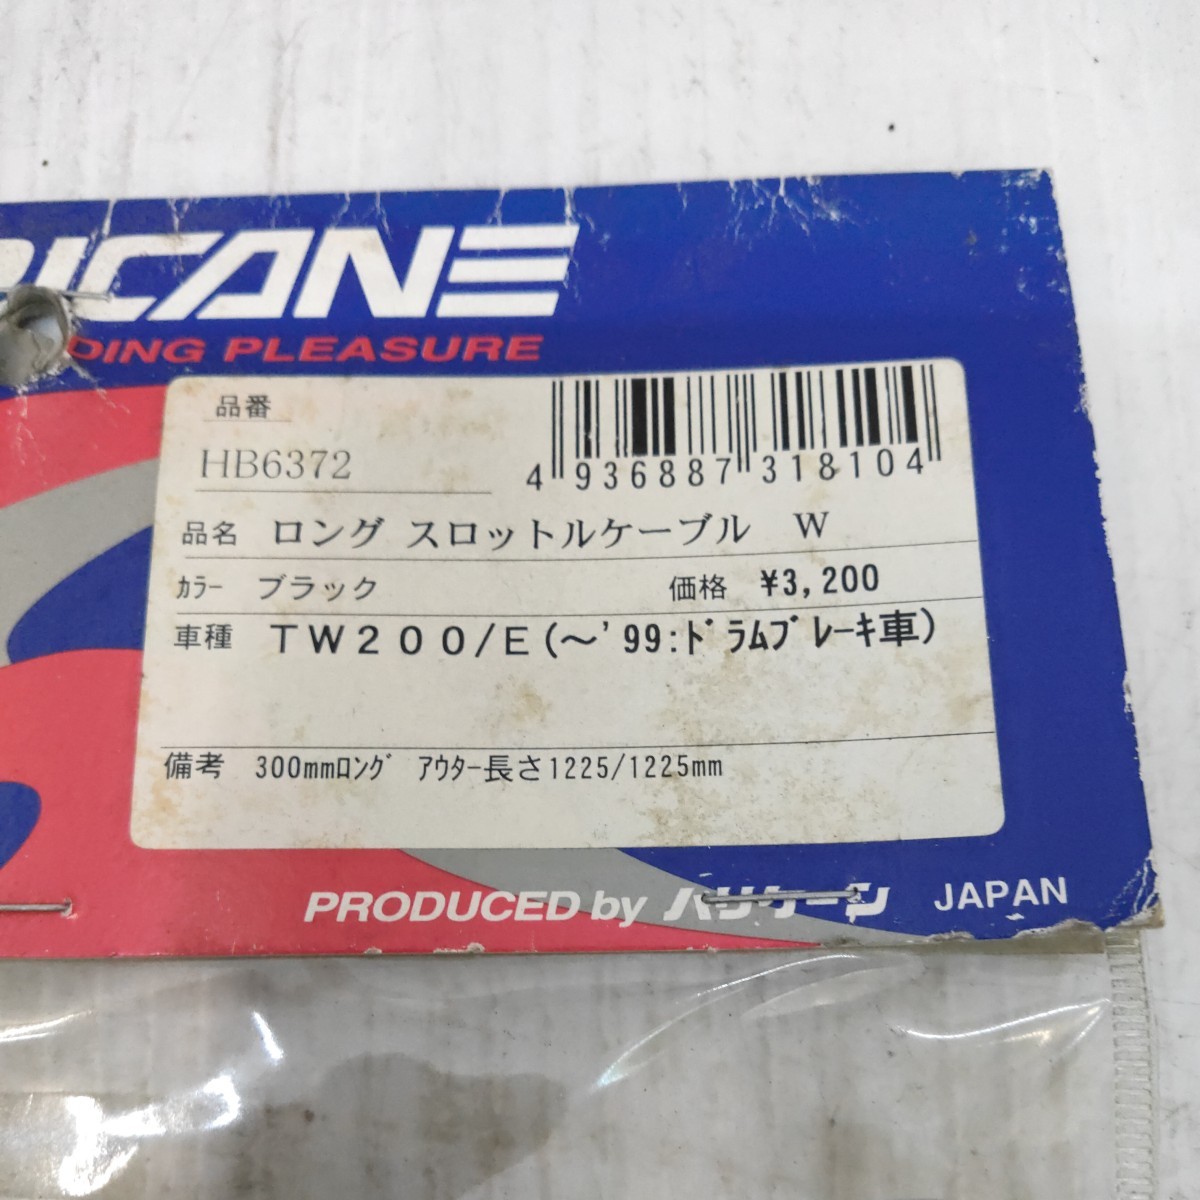 RICANE
DING PLEASURE
品番
HB6372
4 936887 318104
品名 ロング スロットルケーブル W
ｶﾗｰ ブラック 価格 ¥3,200
車種 ＴＷ２００/Ｅ(～'99:ﾄﾞﾗﾑﾌﾞﾚｰｷ車)
備考 300mmﾛﾝｸﾞ ｱｳﾀｰ長さ1225/1225mm
PRODUCED by ハリケーン JAPAN